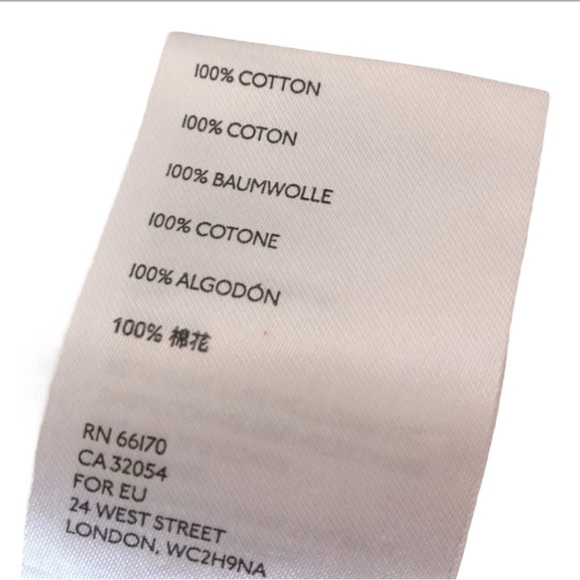 100% COTTON
100% COTON
100% BAUMWOLLE
100% COTONE
100% ALGODÓN
100% 棉花
RN 66170
CA 32054
FOR EU
24 WEST STREET
LONDON, WC2H9NA